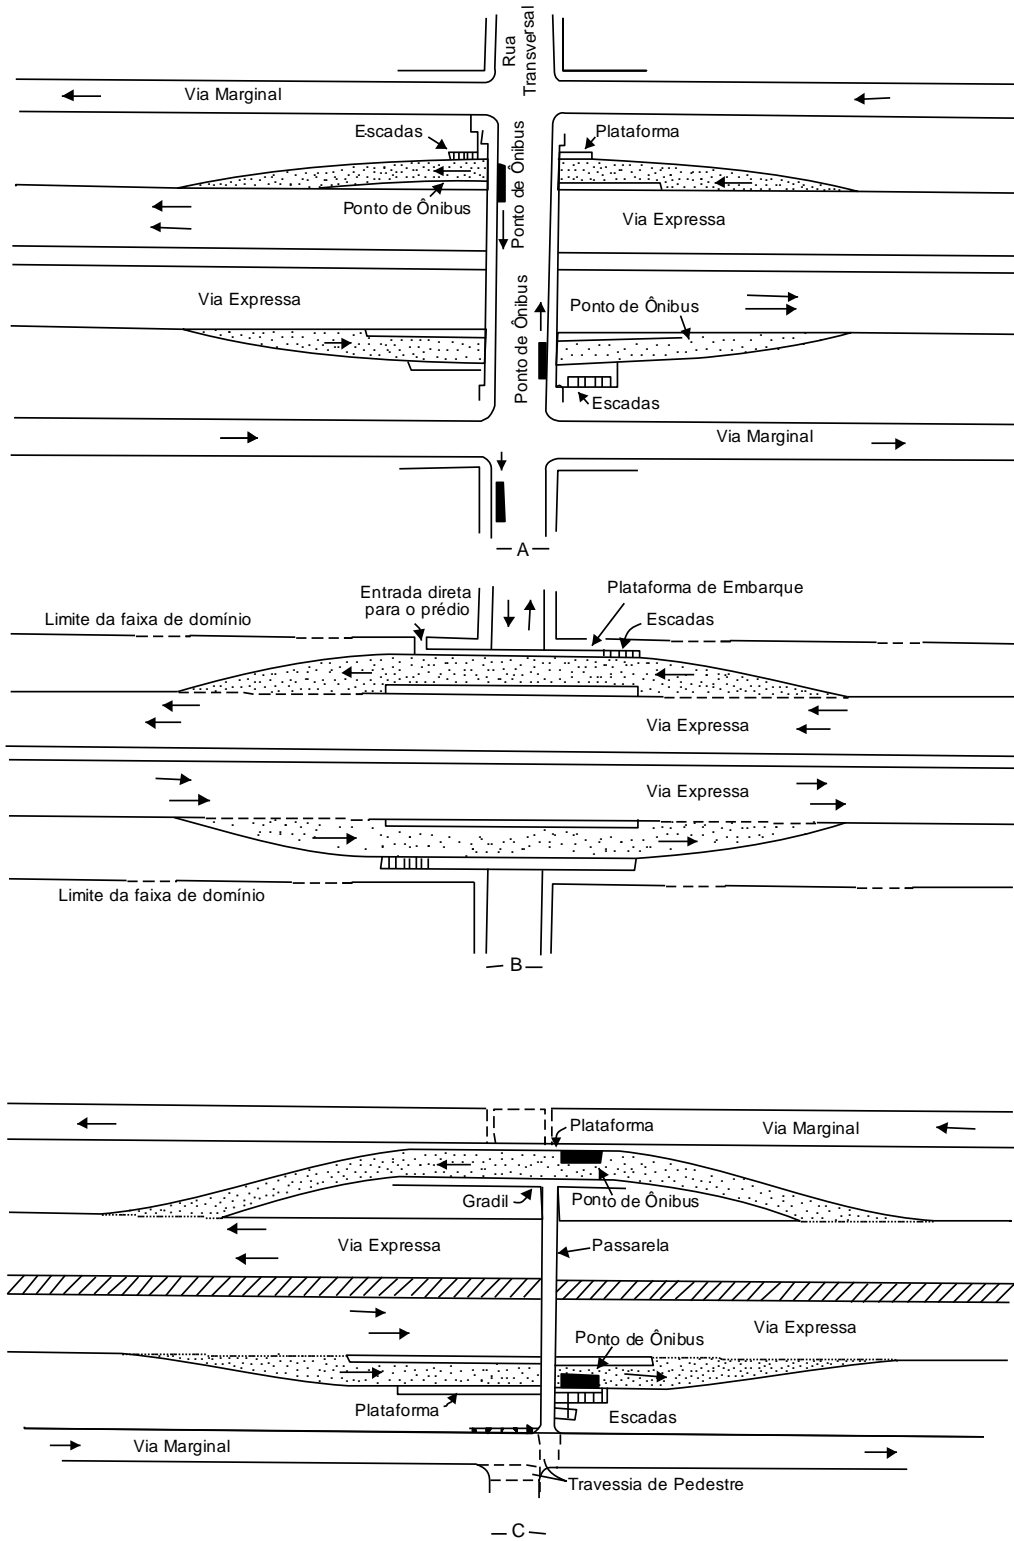 Rua
Transversal
Via Marginal
Escadas
Plataforma
Ponto de Ônibus
Ponto de Ônibus
Via Expressa
Via Expressa
Ponto de Ônibus
Ponto de Ônibus
Escadas
Via Marginal
A
Entrada direta
para o prédio
Plataforma de Embarque
Limite da faixa de domínio
Escadas
Via Expressa
Via Expressa
Limite da faixa de domínio
B
Plataforma
Via Marginal
Gradil
Ponto de Ônibus
Via Expressa
Passarela
Via Expressa
Ponto de Ônibus
Plataforma
Escadas
Via Marginal
Travessia de Pedestre
C